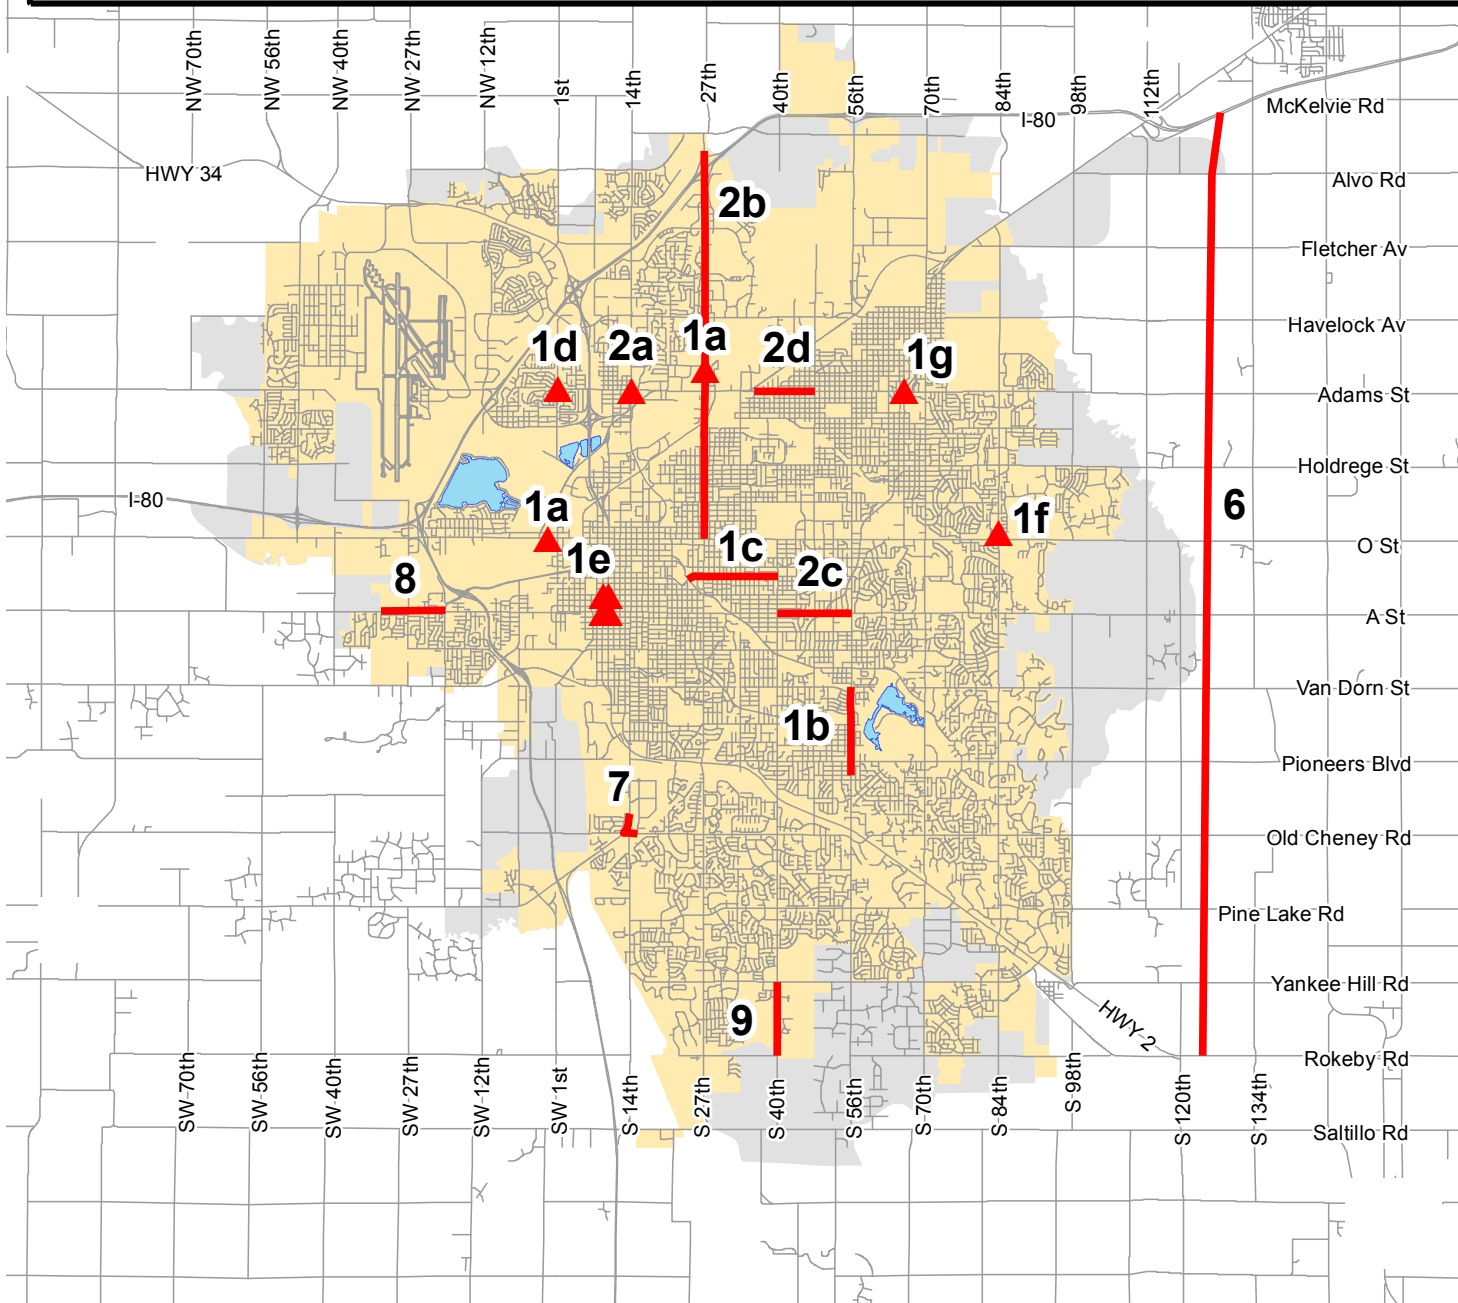 NW 70th
NW 56th
NW 40th
NW 27th
NW 12th
1st
14th
27th
40th
56th
70th
84th
98th
112th
McKelvie Rd
I-80
HWY 34
Alvo Rd
2b
Fletcher Av
Havelock Av
1d
2a
1a
2d
1g
Adams St
Holdrege St
I-80
1a
1f
6
O St
1e
1c
2c
8
A St
Van Dorn St
1b
Pioneers Blvd
7
Old Cheney Rd
Pine Lake Rd
Yankee Hill Rd
9
HWY 2
Rokeby Rd
SW 70th
SW 56th
SW 40th
SW 27th
SW 12th
SW 1st
S 14th
S 27th
S 40th
S 56th
S 70th
S 84th
S 98th
S 120th
S 134th
Saltillo Rd